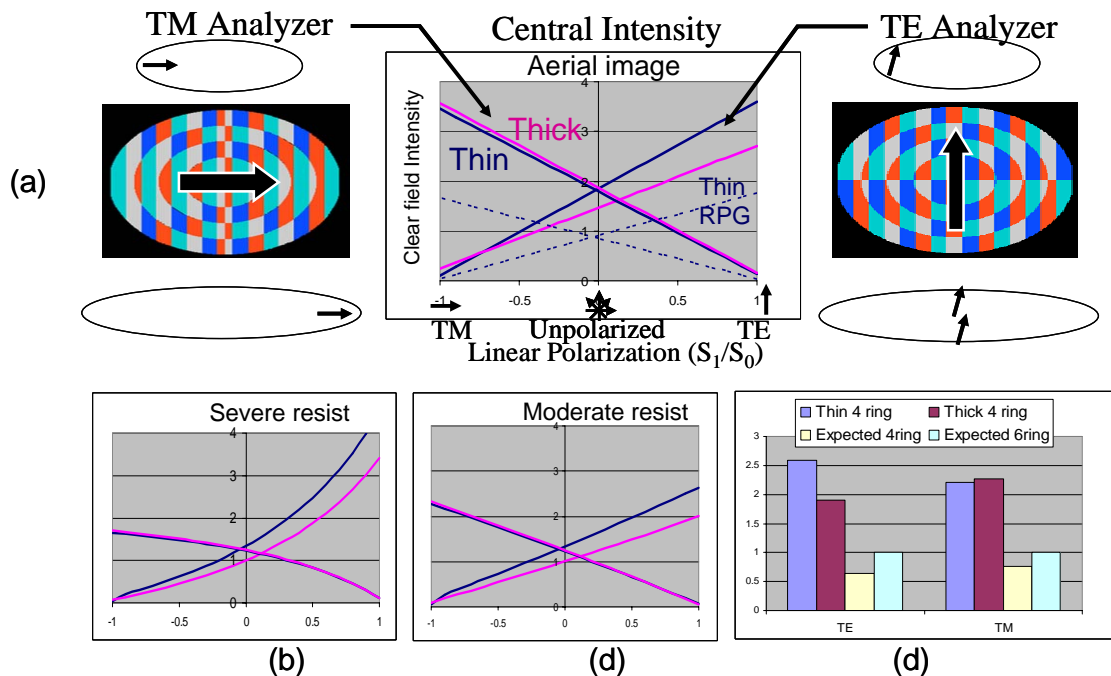 TM Analyzer
Central Intensity
TE Analyzer
(a)
Aerial image
Clear field Intensity
4
3
2
1
0
Thick
Thin
Thin
RPG
-1
-0.5
0
0.5
1
TM
Unpolarized
TE
Linear Polarization (S1/S0)
Severe resist
4
3
2
1
0
-1
-0.5
0
0.5
1
(b)
Moderate resist
4
3
2
1
0
-1
-0.5
0
0.5
1
(d)
Thin 4 ring
Thick 4 ring
Expected 4ring
Expected 6ring
3
2.5
2
1.5
1
0.5
0
TE
TM
(d)